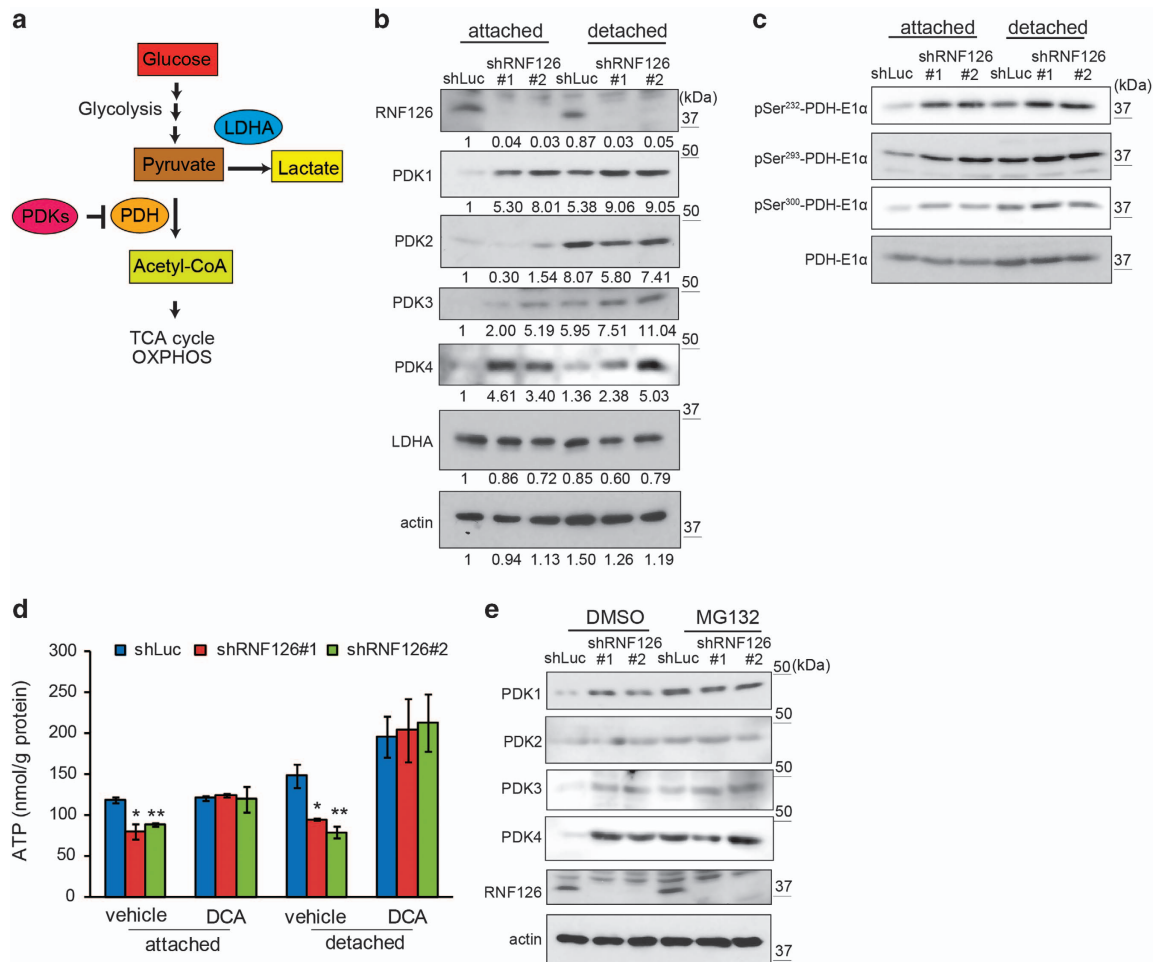 a
Glucose
Glycolysis
LDHA
Pyruvate
Lactate
PDKs
PDH
Acetyl-CoA
TCA cycle
OXPHOS
b
attached detached
shRNF126 shRNF126
shLuc #1 #2 shLuc #1 #2 (kDa)
RNF126 37
1 0.04 0.03 0.87 0.03 0.05
50
PDK1
1 5.30 8.01 5.38 9.06 9.05
50
PDK2
1 0.30 1.54 8.07 5.80 7.41
50
PDK3
1 2.00 5.19 5.95 7.51 11.04
50
PDK4
1 4.61 3.40 1.36 2.38 5.03
37
LDHA
1 0.86 0.72 0.85 0.60 0.79
actin 37
1 0.94 1.13 1.50 1.26 1.19
c
attached detached
shRNF126 shRNF126
shLuc #1 #2 shLuc #1 #2 (kDa)
pSer²³²-PDH-E1α 37
pSer²⁹³-PDH-E1α 37
pSer³⁰⁰-PDH-E1α 37
PDH-E1α 37
d
shLuc shRNF126#1 shRNF126#2
ATP (nmol/g protein)
300
250
200
150
100
50
0
* ** * **
vehicle DCA vehicle DCA
attached detached
e
DMSO MG132
shRNF126 shRNF126
shLuc #1 #2 shLuc #1 #2 (kDa)
50
PDK1
50
PDK2
50
PDK3
50
PDK4
RNF126 37
actin
37